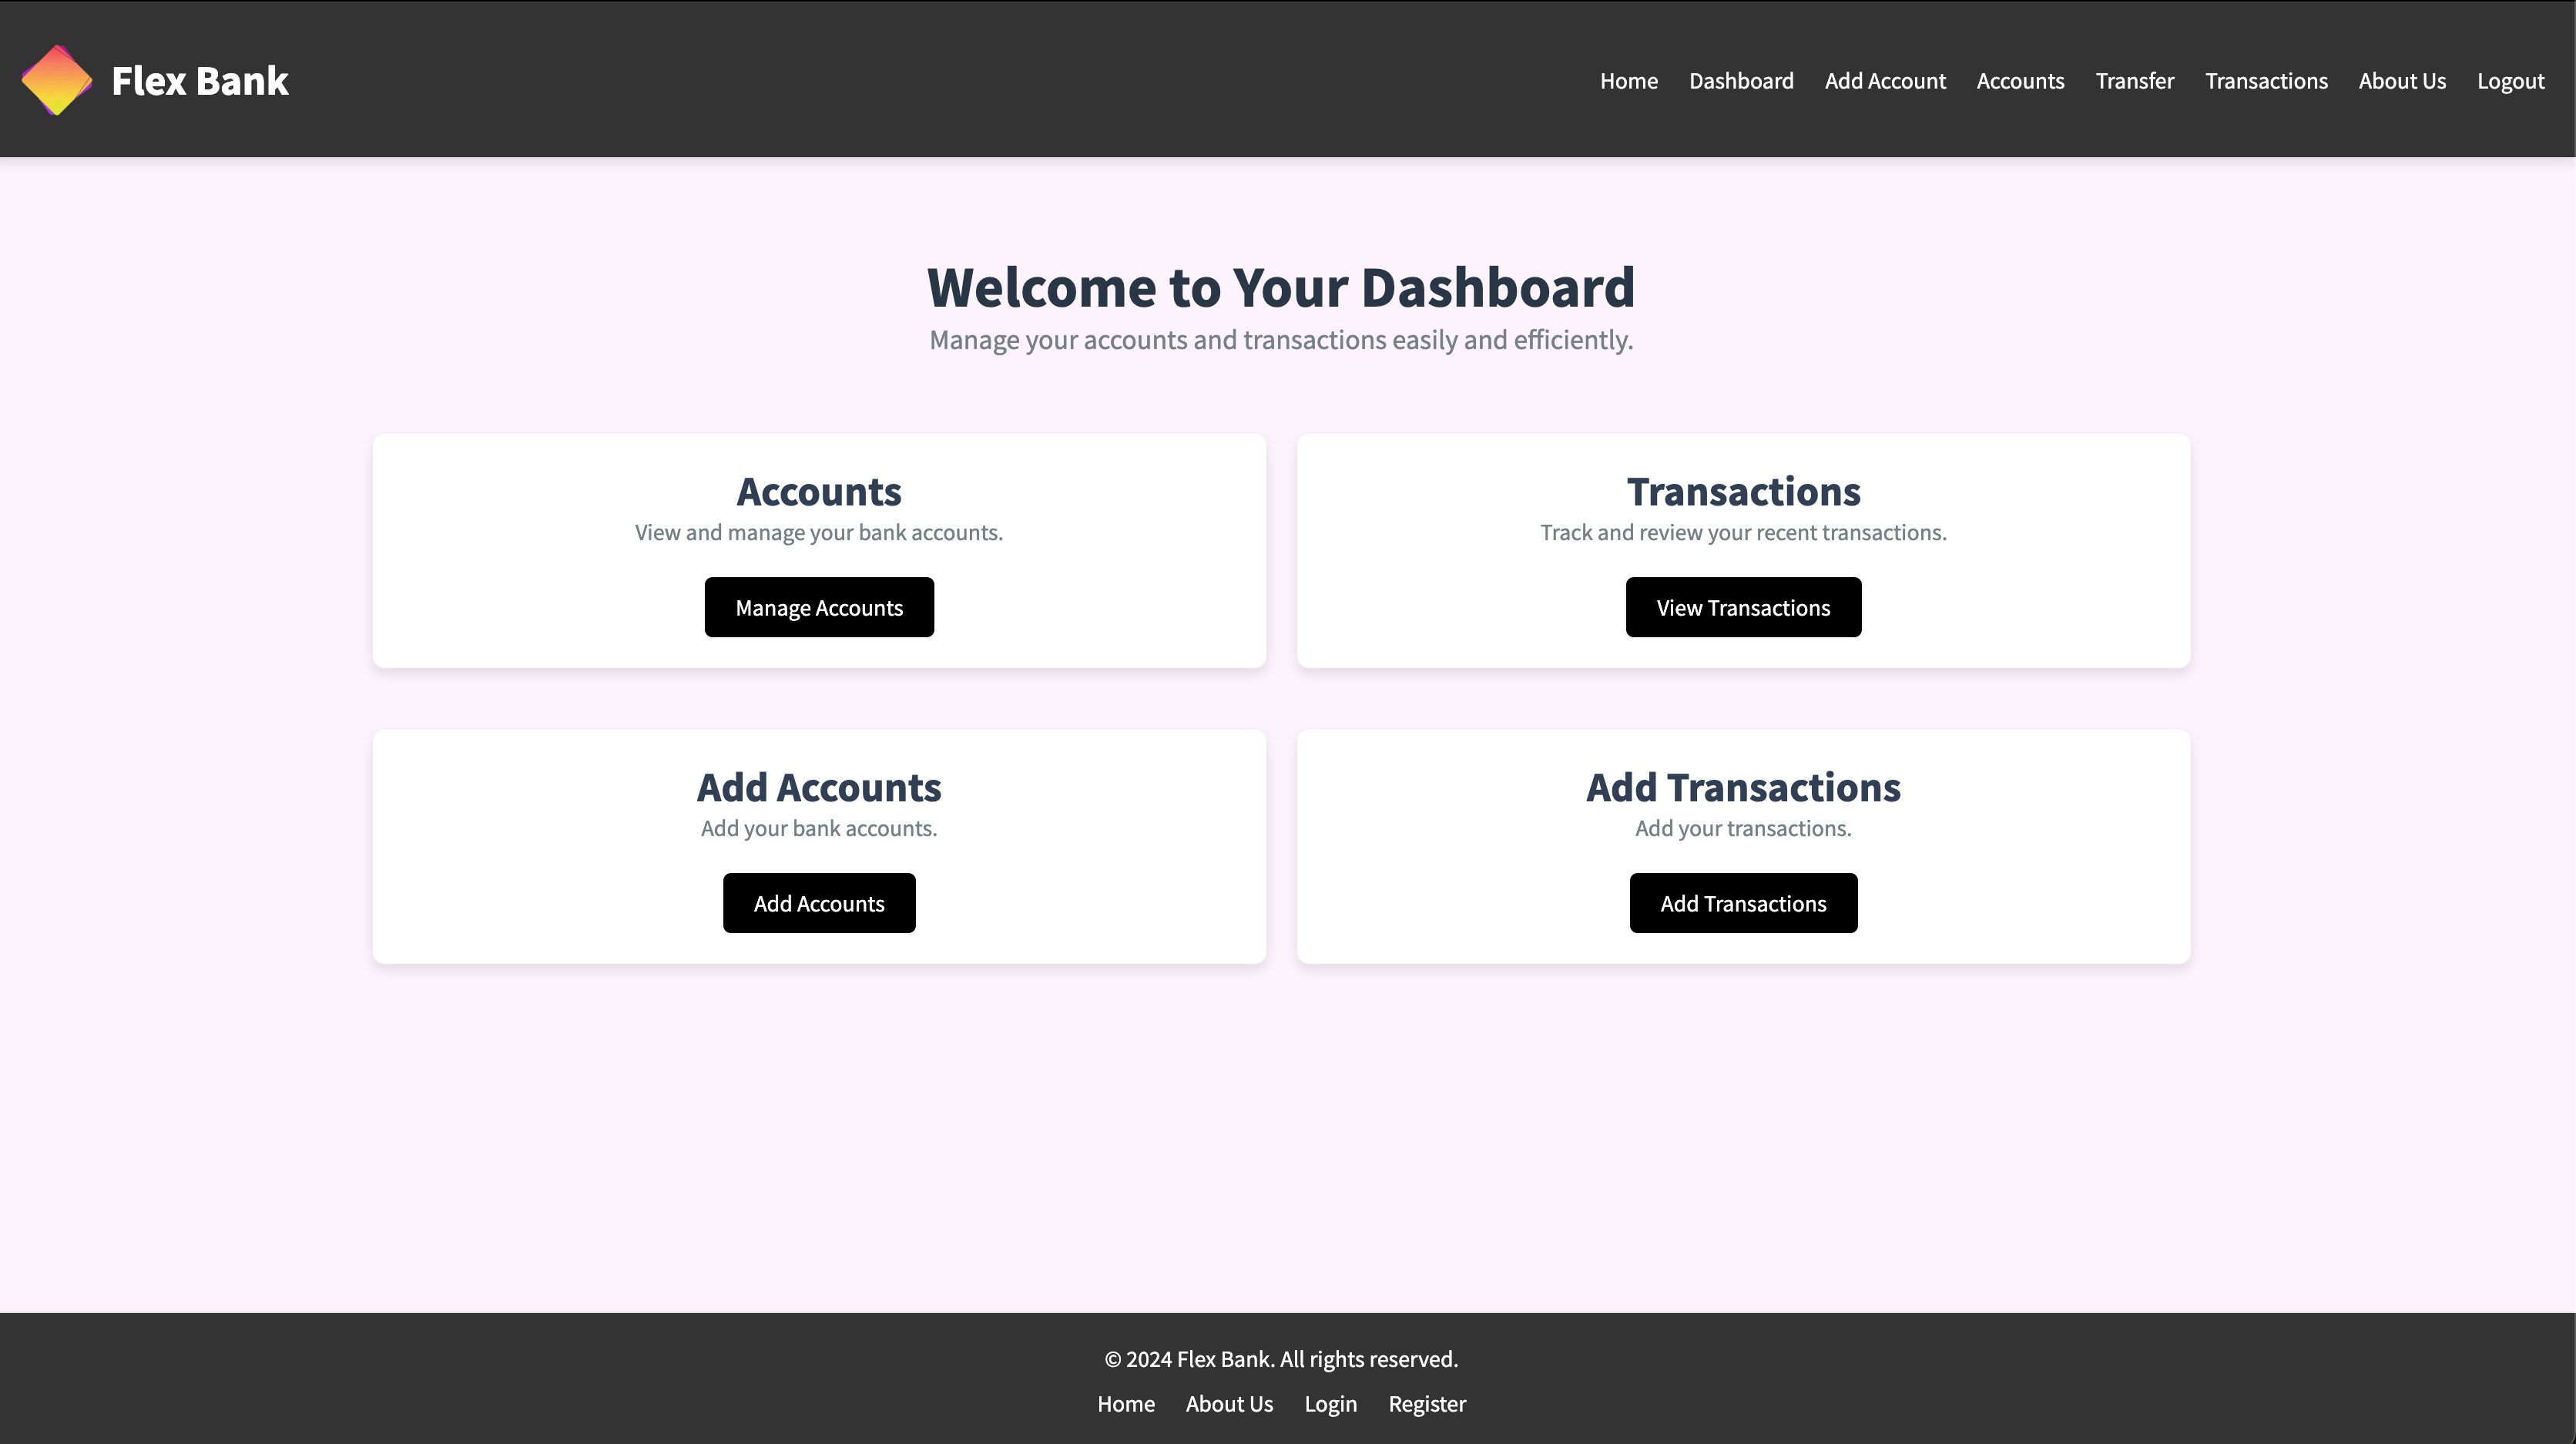 Flex Bank
Home Dashboard Add Account Accounts Transfer Transactions About Us Logout
Welcome to Your Dashboard
Manage your accounts and transactions easily and efficiently.
Accounts
View and manage your bank accounts.
Manage Accounts
Transactions
Track and review your recent transactions.
View Transactions
Add Accounts
Add your bank accounts.
Add Accounts
Add Transactions
Add your transactions.
Add Transactions
© 2024 Flex Bank. All rights reserved.
Home About Us Login Register